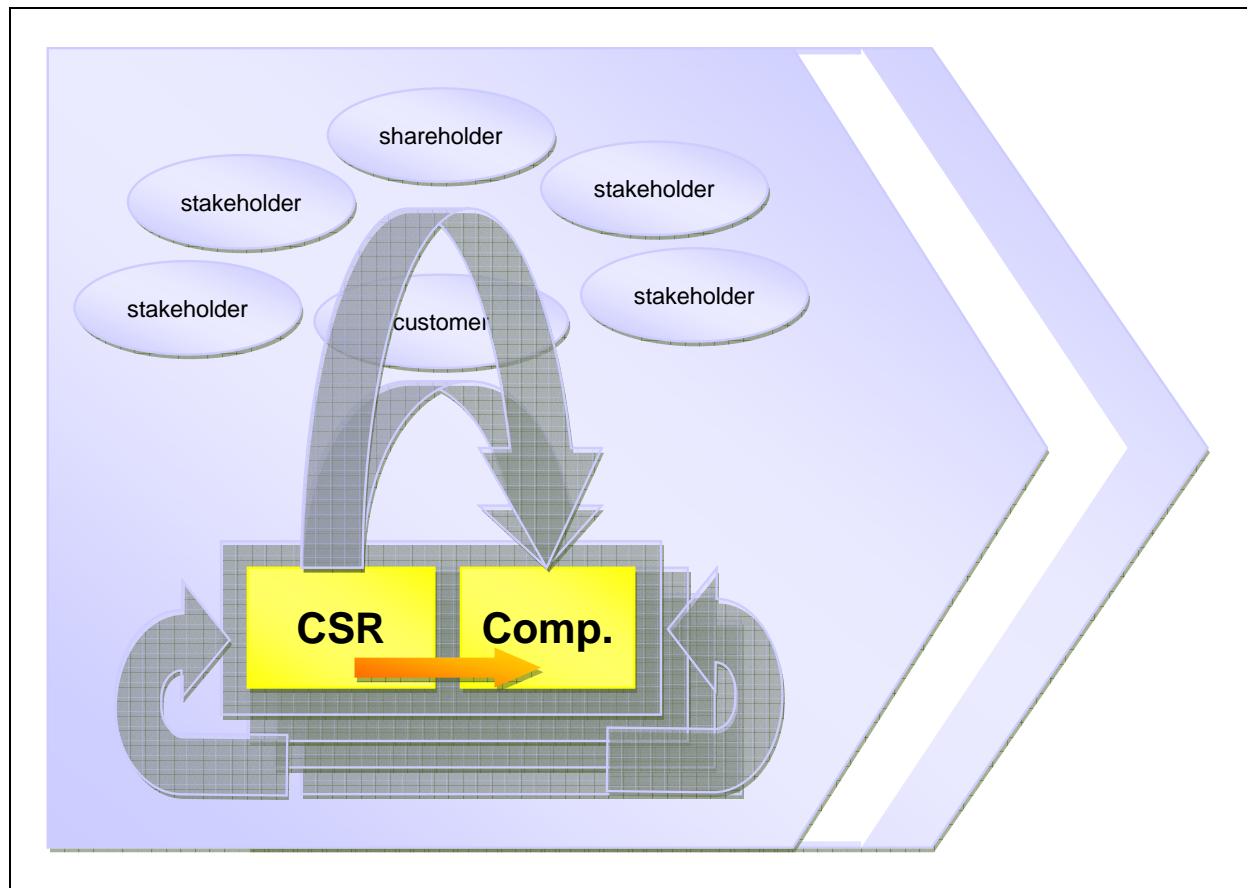 shareholder
stakeholder
stakeholder
stakeholder
customer
stakeholder
CSR
Comp.